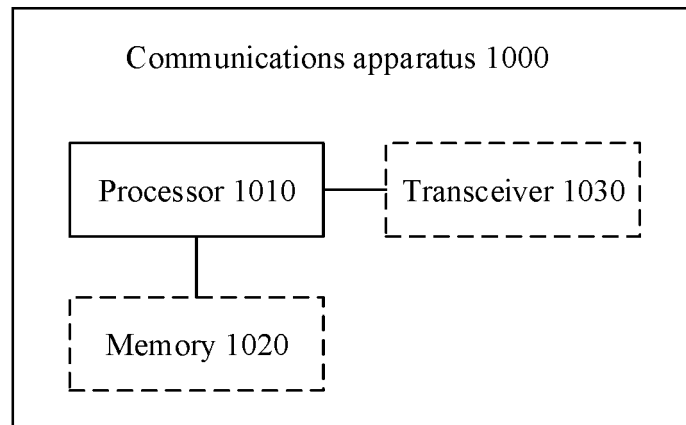 Communications apparatus 1000
Processor 1010
Transceiver 1030
Memory 1020